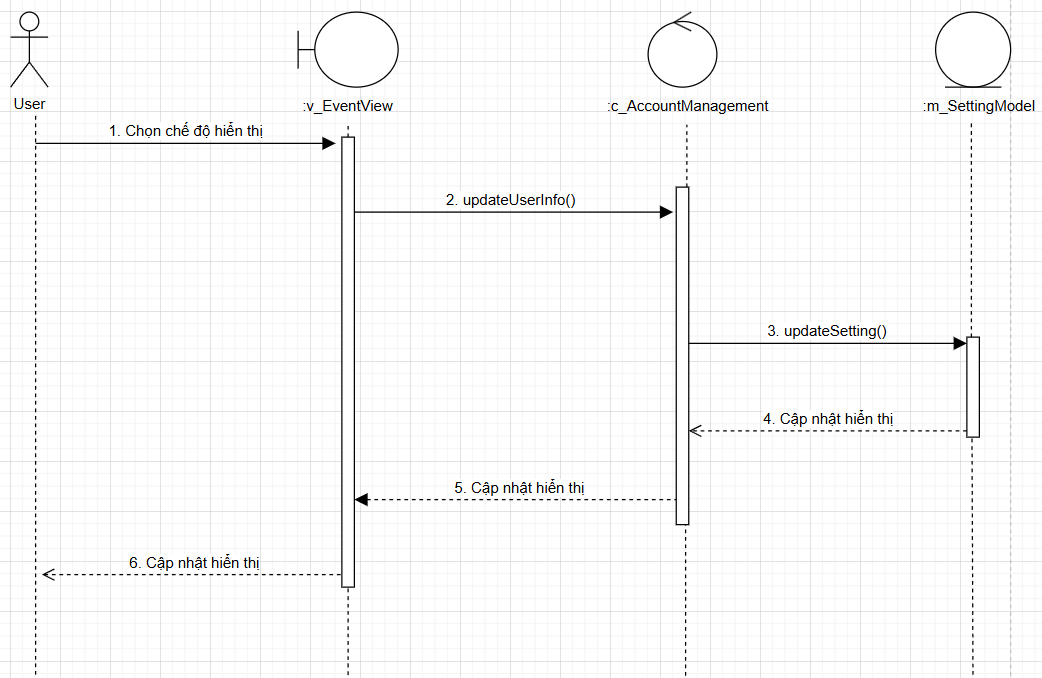 User
:v_EventView
:c_AccountManagement
:m_SettingModel
1. Chọn chế độ hiển thị
2. updateUserInfo()
3. updateSetting()
4. Cập nhật hiển thị
5. Cập nhật hiển thị
6. Cập nhật hiển thị